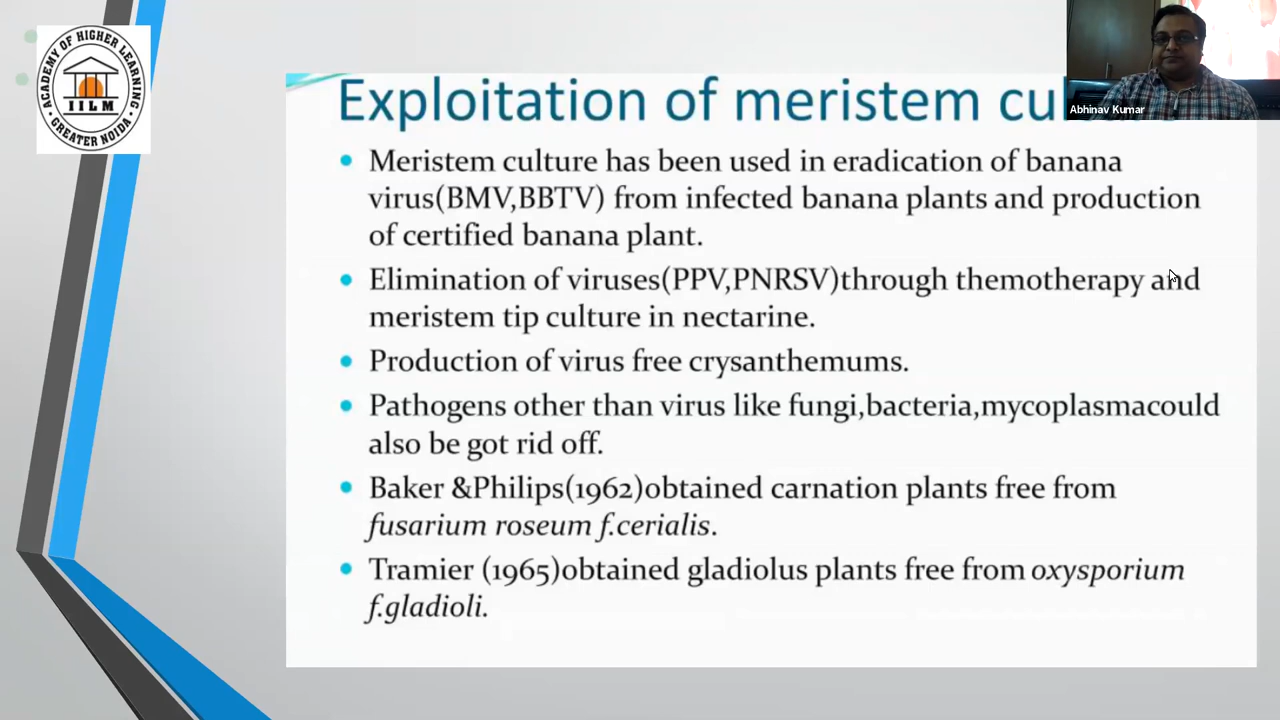 ACADEMY OF HIGHER LEARNING
IILM
GREATER NOIDA
Abhinav Kumar
Exploitation of meristem
Meristem culture has been used in eradication of banana
virus(BMV,BBTV) from infected banana plants and production
of certified banana plant.
Elimination of viruses(PPV,PNRSV)through themotherapy and
meristem tip culture in nectarine.
Production of virus free crysanthemums.
Pathogens other than virus like fungi,bacteria,mycoplasmacould
also be got rid off.
Baker &Philips(1962)obtained carnation plants free from
fusarium roseum f.cerialis.
Tramier (1965)obtained gladiolus plants free from oxysporium
f.gladioli.